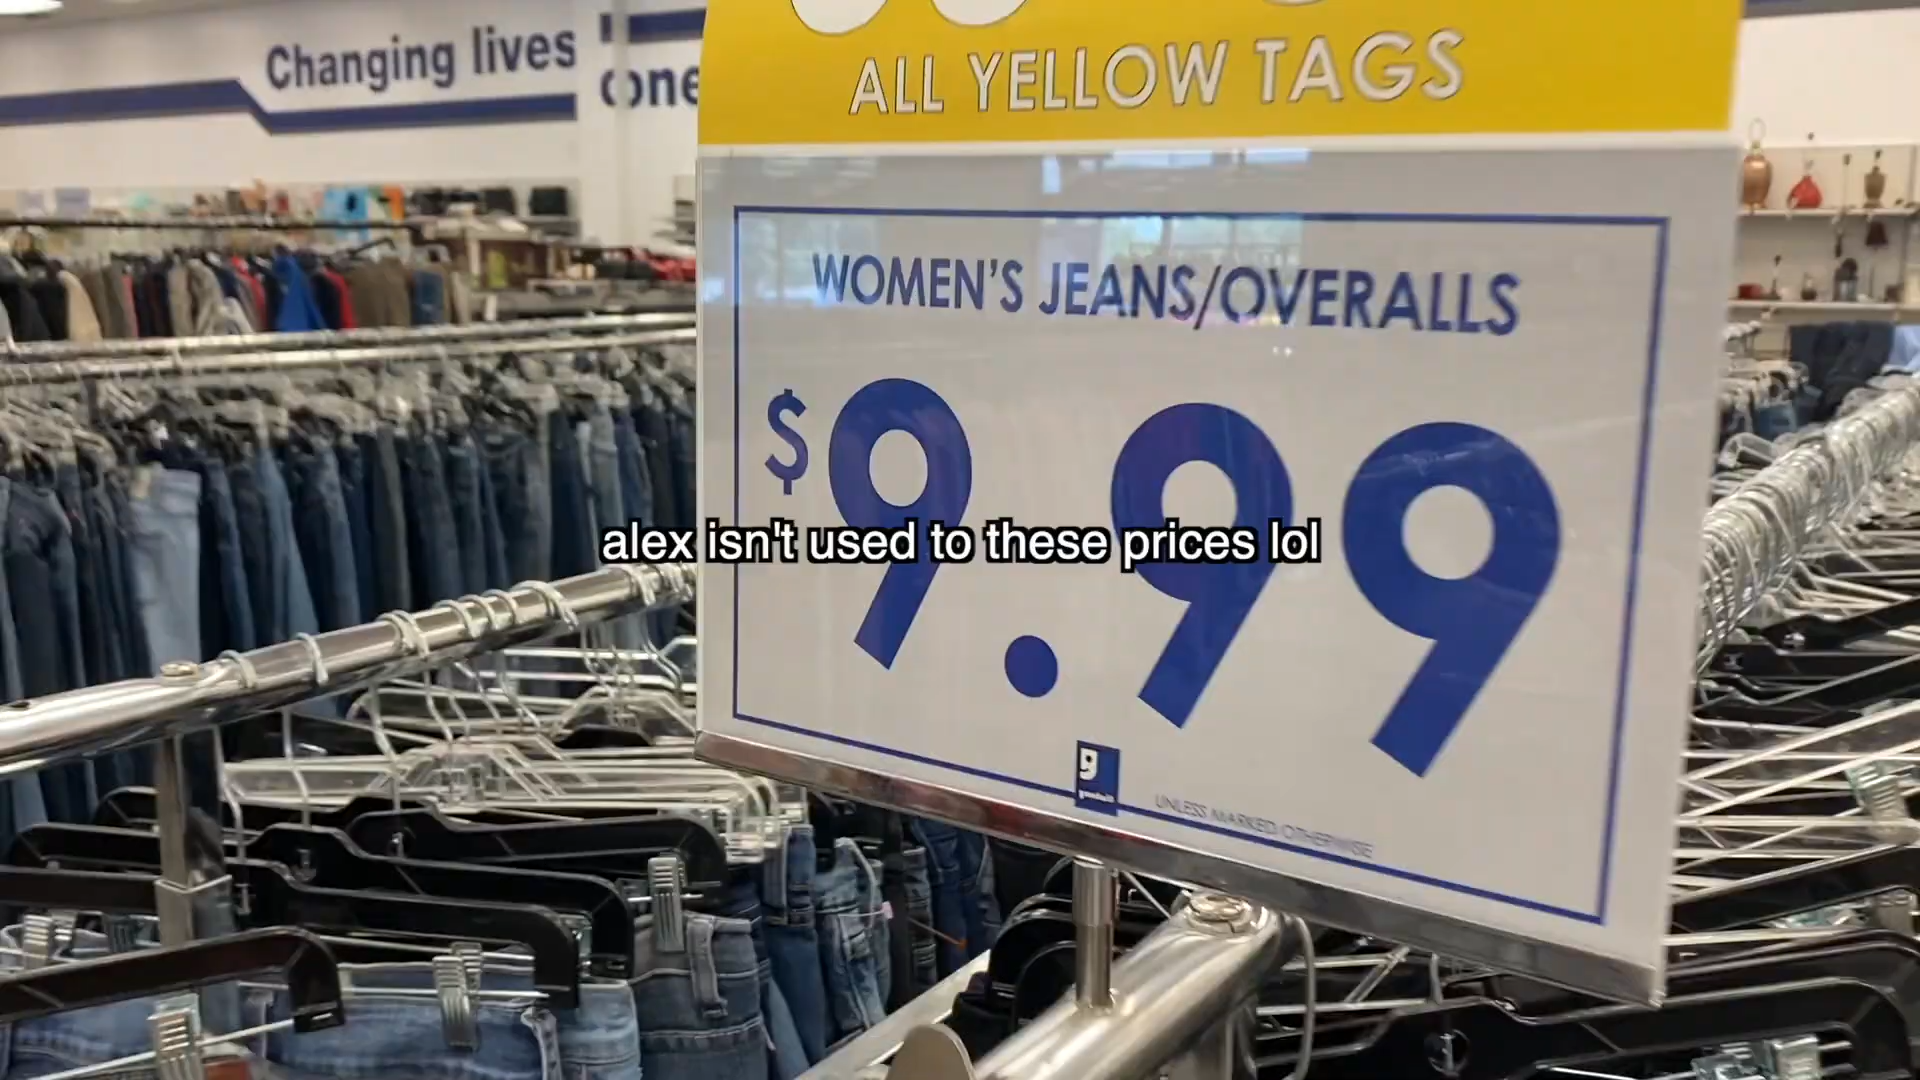 Changing lives
one
ALL YELLOW TAGS
WOMEN'S JEANS/OVERALLS
$9.99
alex isn't used to these prices lol
g
goodwill
UNLESS MARKED OTHERWISE